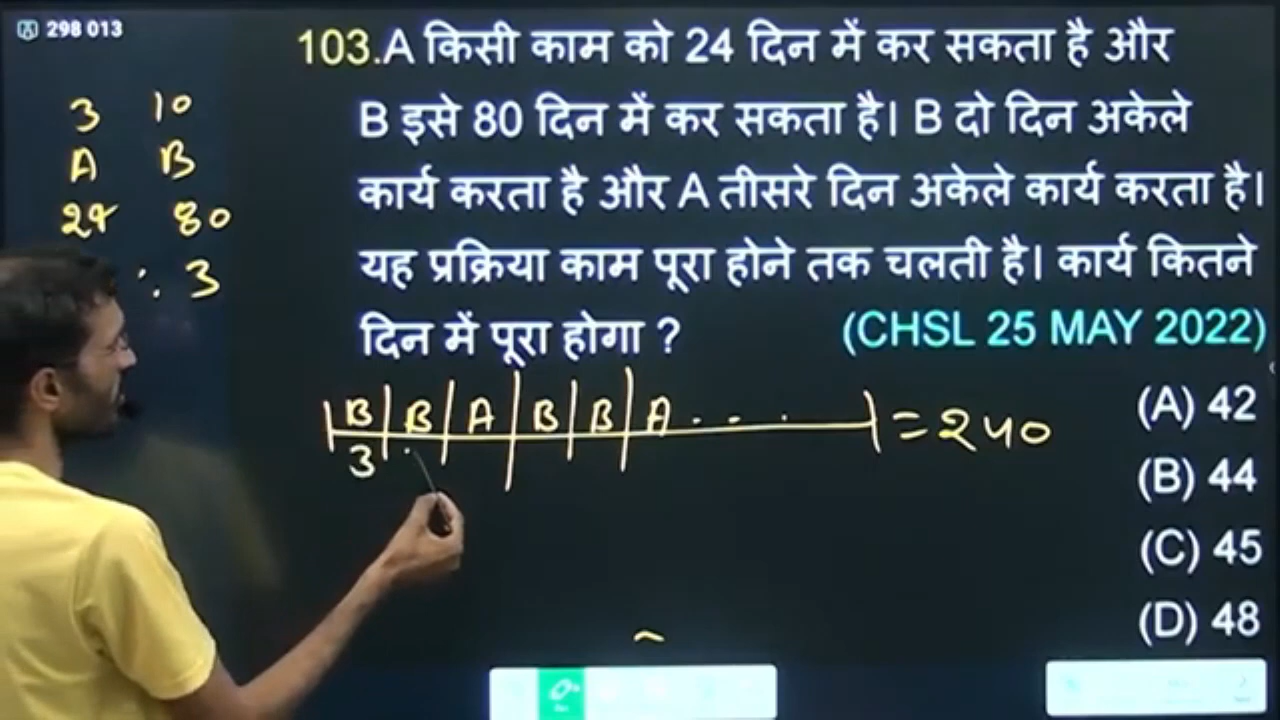 298 013
103.A किसी काम को 24 दिन में कर सकता है और
B इसे 80 दिन में कर सकता है। B दो दिन अकेले
कार्य करता है और A तीसरे दिन अकेले कार्य करता है।
यह प्रक्रिया काम पूरा होने तक चलती है। कार्य कितने
दिन में पूरा होगा ? (CHSL 25 MAY 2022)
3 10
A B
24 80
: 3
B B A B B A - - . = 240
3
(A) 42
(B) 44
(C) 45
(D) 48